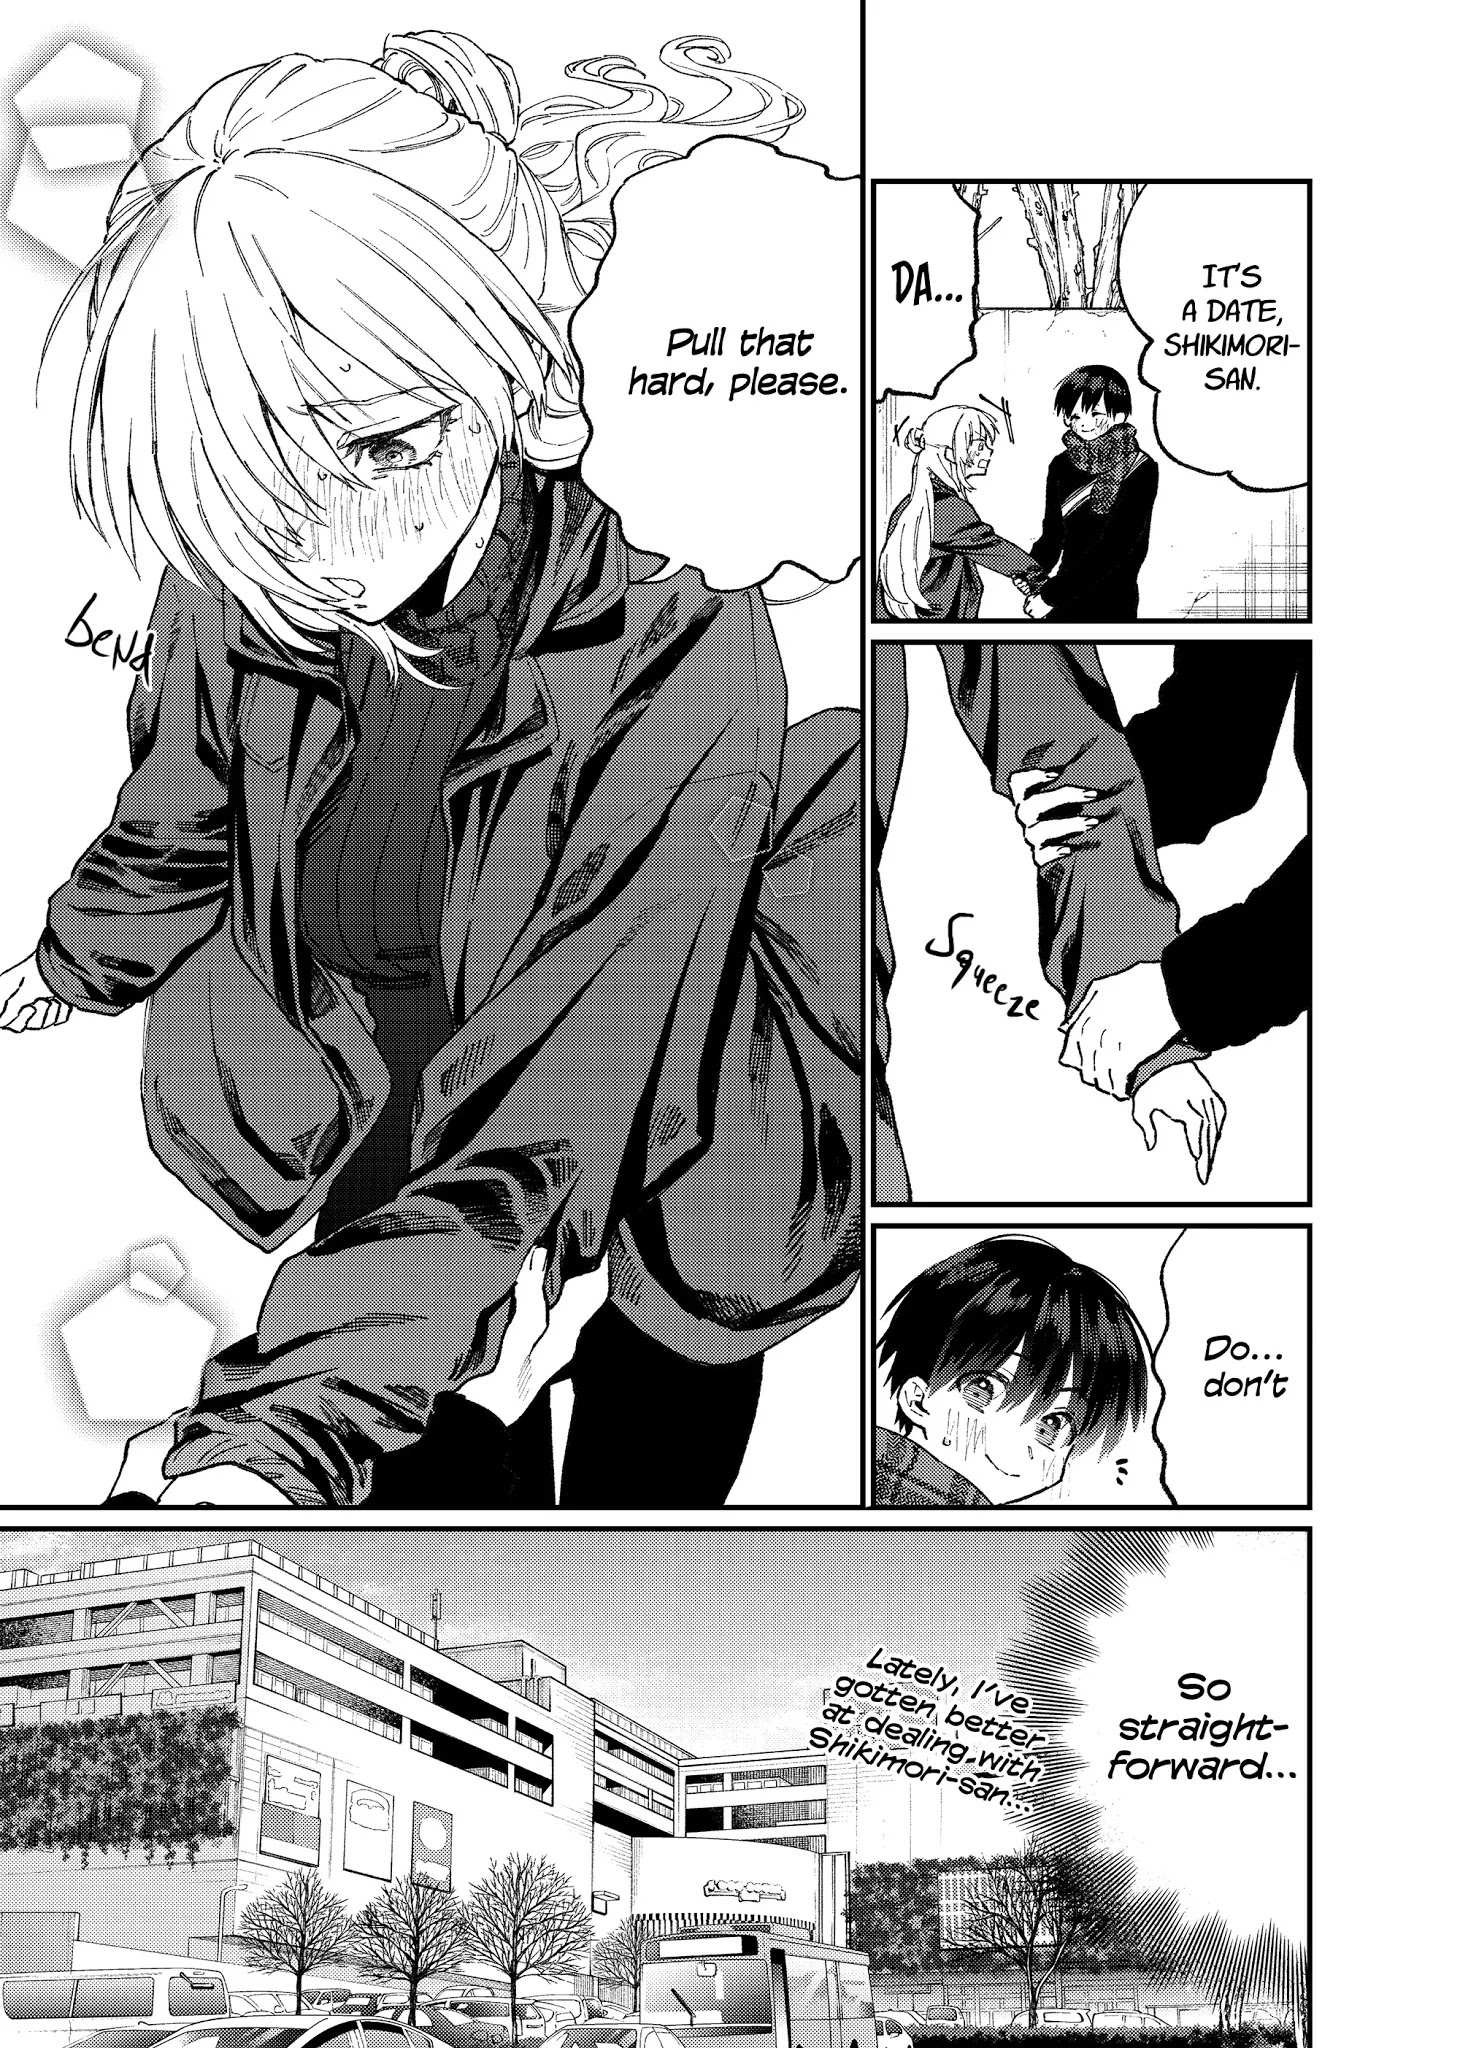 IT'S
A DATE,
SHIKIMORI-
SAN.
DA...
Squeeze
Do...
don't
Pull that
hard, please.
bend
So
straight-
forward...
Lately, I've
gotten better
at dealing with
Shikimori-san...